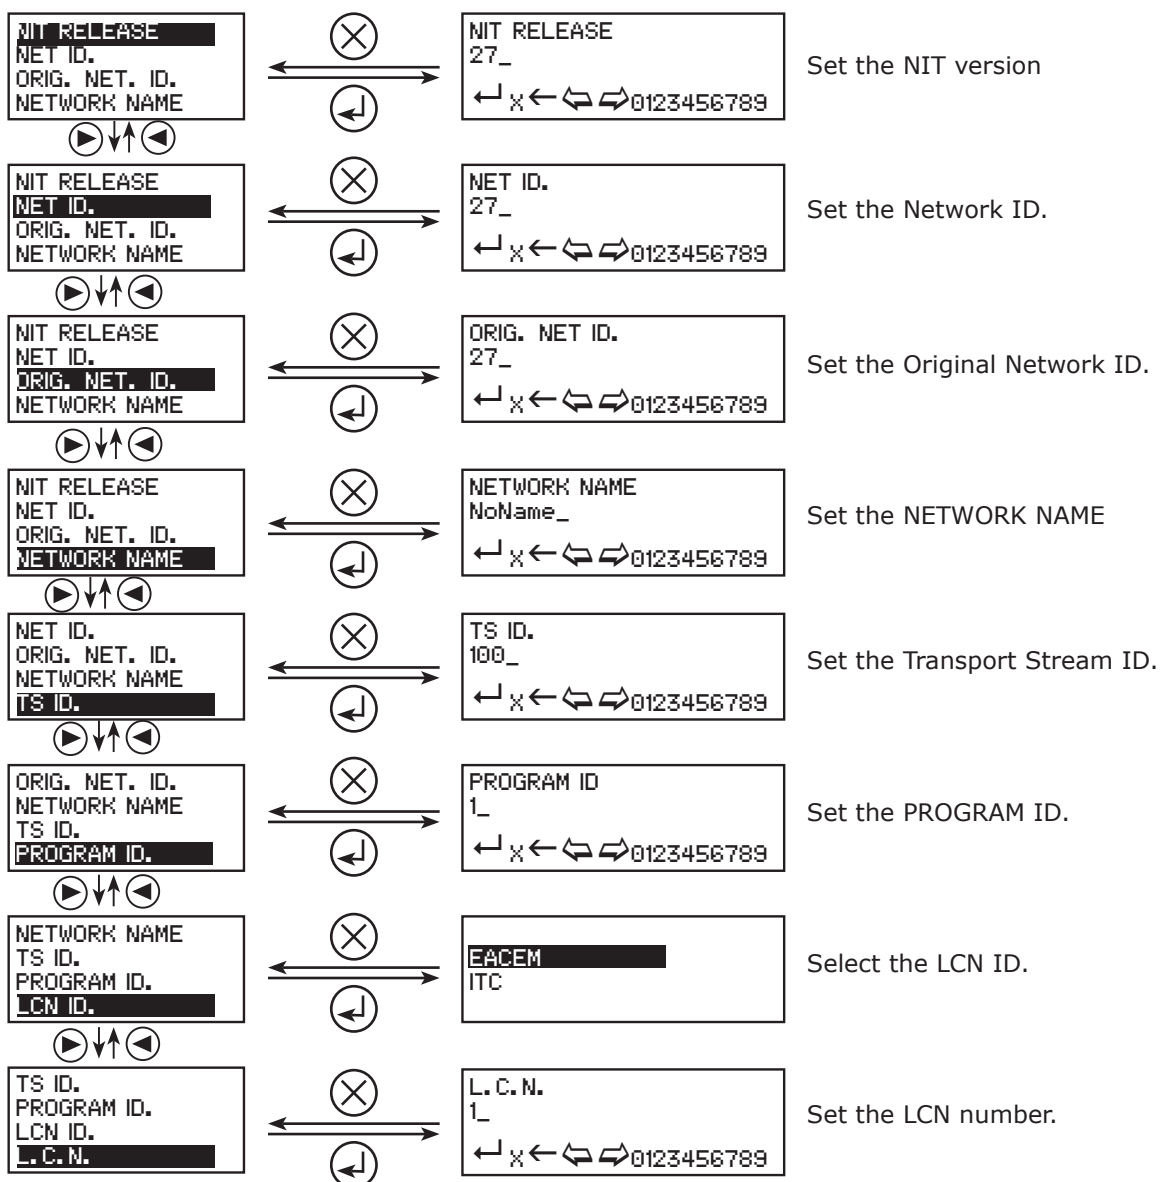 NIT RELEASE
NET ID.
ORIG. NET. ID.
NETWORK NAME
NIT RELEASE
27_
↵ X ← ⇦ ⇨ 0123456789
Set the NIT version
NIT RELEASE
NET ID.
ORIG. NET. ID.
NETWORK NAME
NET ID.
27_
↵ X ← ⇦ ⇨ 0123456789
Set the Network ID.
NIT RELEASE
NET ID.
ORIG. NET. ID.
NETWORK NAME
ORIG. NET ID.
27_
↵ X ← ⇦ ⇨ 0123456789
Set the Original Network ID.
NIT RELEASE
NET ID.
ORIG. NET. ID.
NETWORK NAME
NETWORK NAME
NoName_
↵ X ← ⇦ ⇨ 0123456789
Set the NETWORK NAME
NET ID.
ORIG. NET. ID.
NETWORK NAME
TS ID.
TS ID.
100_
↵ X ← ⇦ ⇨ 0123456789
Set the Transport Stream ID.
ORIG. NET. ID.
NETWORK NAME
TS ID.
PROGRAM ID.
PROGRAM ID
1_
↵ X ← ⇦ ⇨ 0123456789
Set the PROGRAM ID.
NETWORK NAME
TS ID.
PROGRAM ID.
LCN ID.
EACEM
ITC
Select the LCN ID.
TS ID.
PROGRAM ID.
LCN ID.
L.C.N.
L.C.N.
1_
↵ X ← ⇦ ⇨ 0123456789
Set the LCN number.